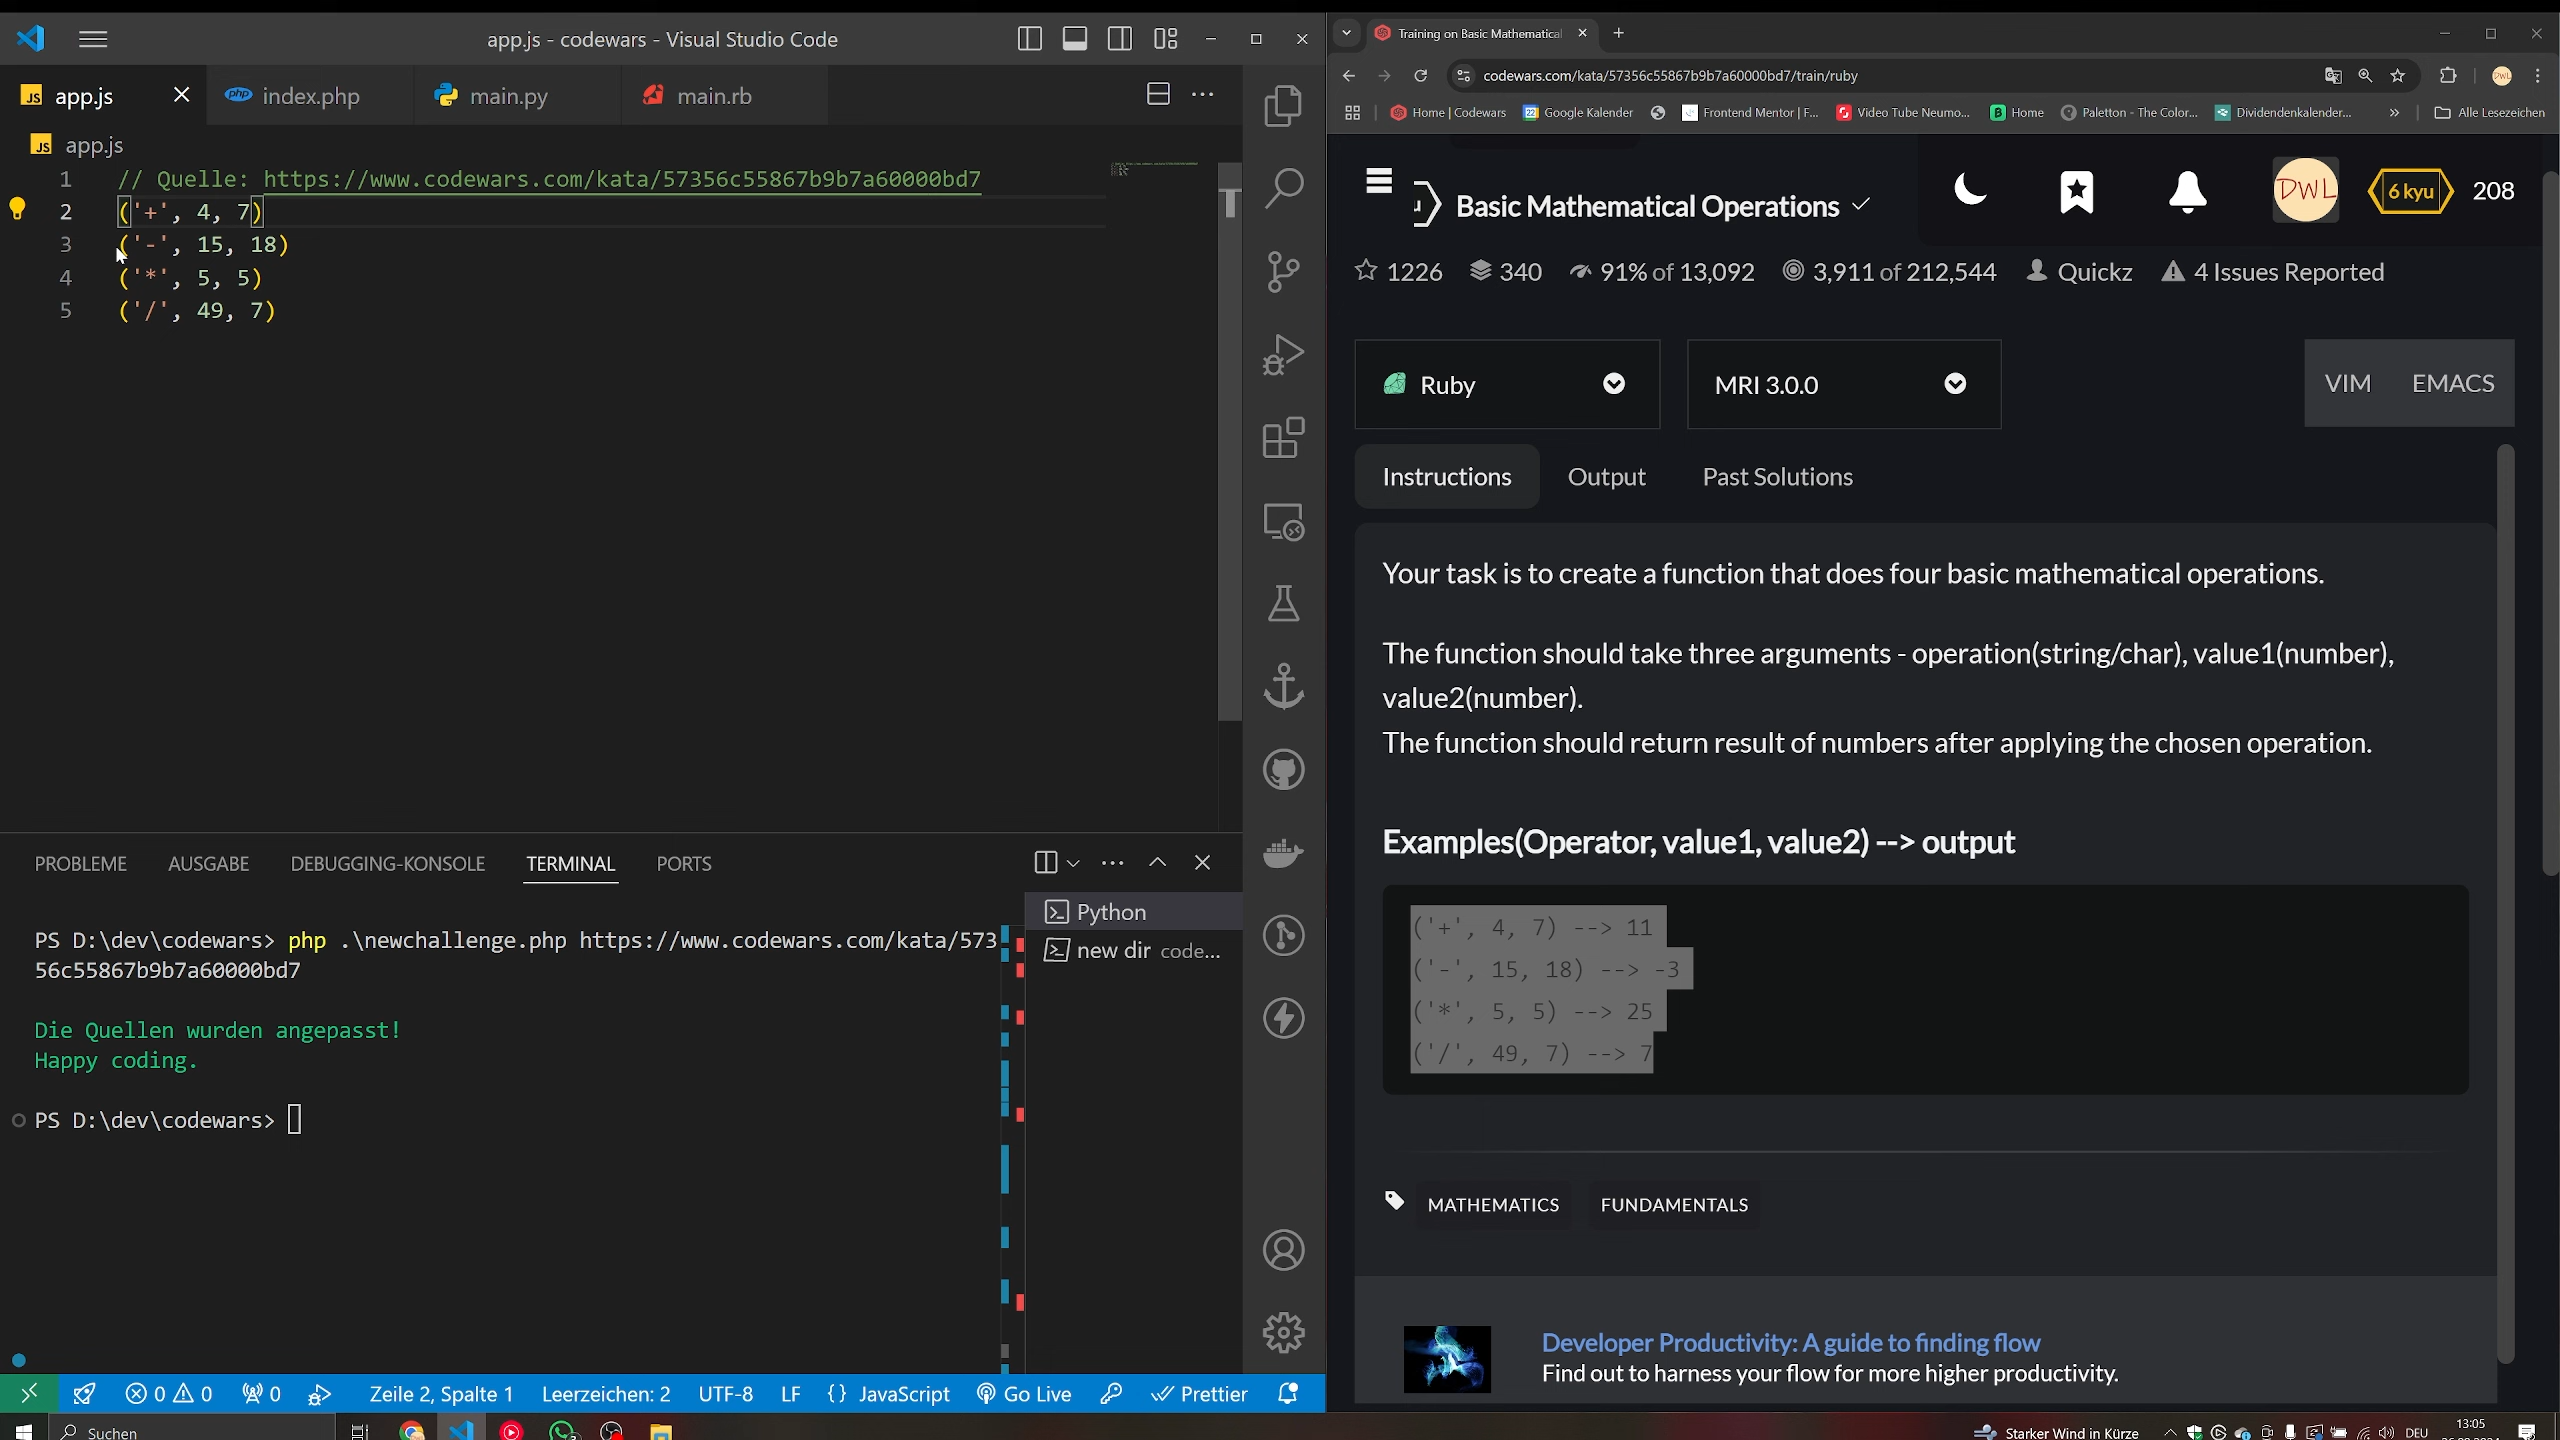 app.js - codewars - Visual Studio Code
JS app.js
php index.php
main.py
main.rb
JS app.js
1 // Quelle: https://www.codewars.com/kata/57356c55867b9b7a60000bd7
2 ('+', 4, 7)
3 ('-', 15, 18)
4 ('*', 5, 5)
5 ('/', 49, 7)
PROBLEME AUSGABE DEBUGGING-KONSOLE TERMINAL PORTS
PS D:\dev\codewars> php .\newchallenge.php https://www.codewars.com/kata/573
56c55867b9b7a60000bd7
Die Quellen wurden angepasst!
Happy coding.
PS D:\dev\codewars>
Python
new dir code...
0 0 0 Zeile 2, Spalte 1 Leerzeichen: 2 UTF-8 LF {} JavaScript Go Live Prettier
Training on Basic Mathematical
codewars.com/kata/57356c55867b9b7a60000bd7/train/ruby
Home | Codewars
Google Kalender
Frontend Mentor | F...
Video Tube Neumo...
Home
Paletton - The Color...
Dividendenkalender...
»
Alle Lesezeichen
Basic Mathematical Operations
DWL
6 kyu
208
1226 340 91% of 13,092 3,911 of 212,544 Quickz 4 Issues Reported
Ruby
MRI 3.0.0
VIM EMACS
Instructions Output Past Solutions
Your task is to create a function that does four basic mathematical operations.
The function should take three arguments - operation(string/char), value1(number),
value2(number).
The function should return result of numbers after applying the chosen operation.
Examples(Operator, value1, value2) --> output
('+', 4, 7) --> 11
('-', 15, 18) --> -3
('*', 5, 5) --> 25
('/', 49, 7) --> 7
MATHEMATICS FUNDAMENTALS
Developer Productivity: A guide to finding flow
Find out to harness your flow for more higher productivity.
Suchen
Starker Wind in Kürze
DEU
13:05